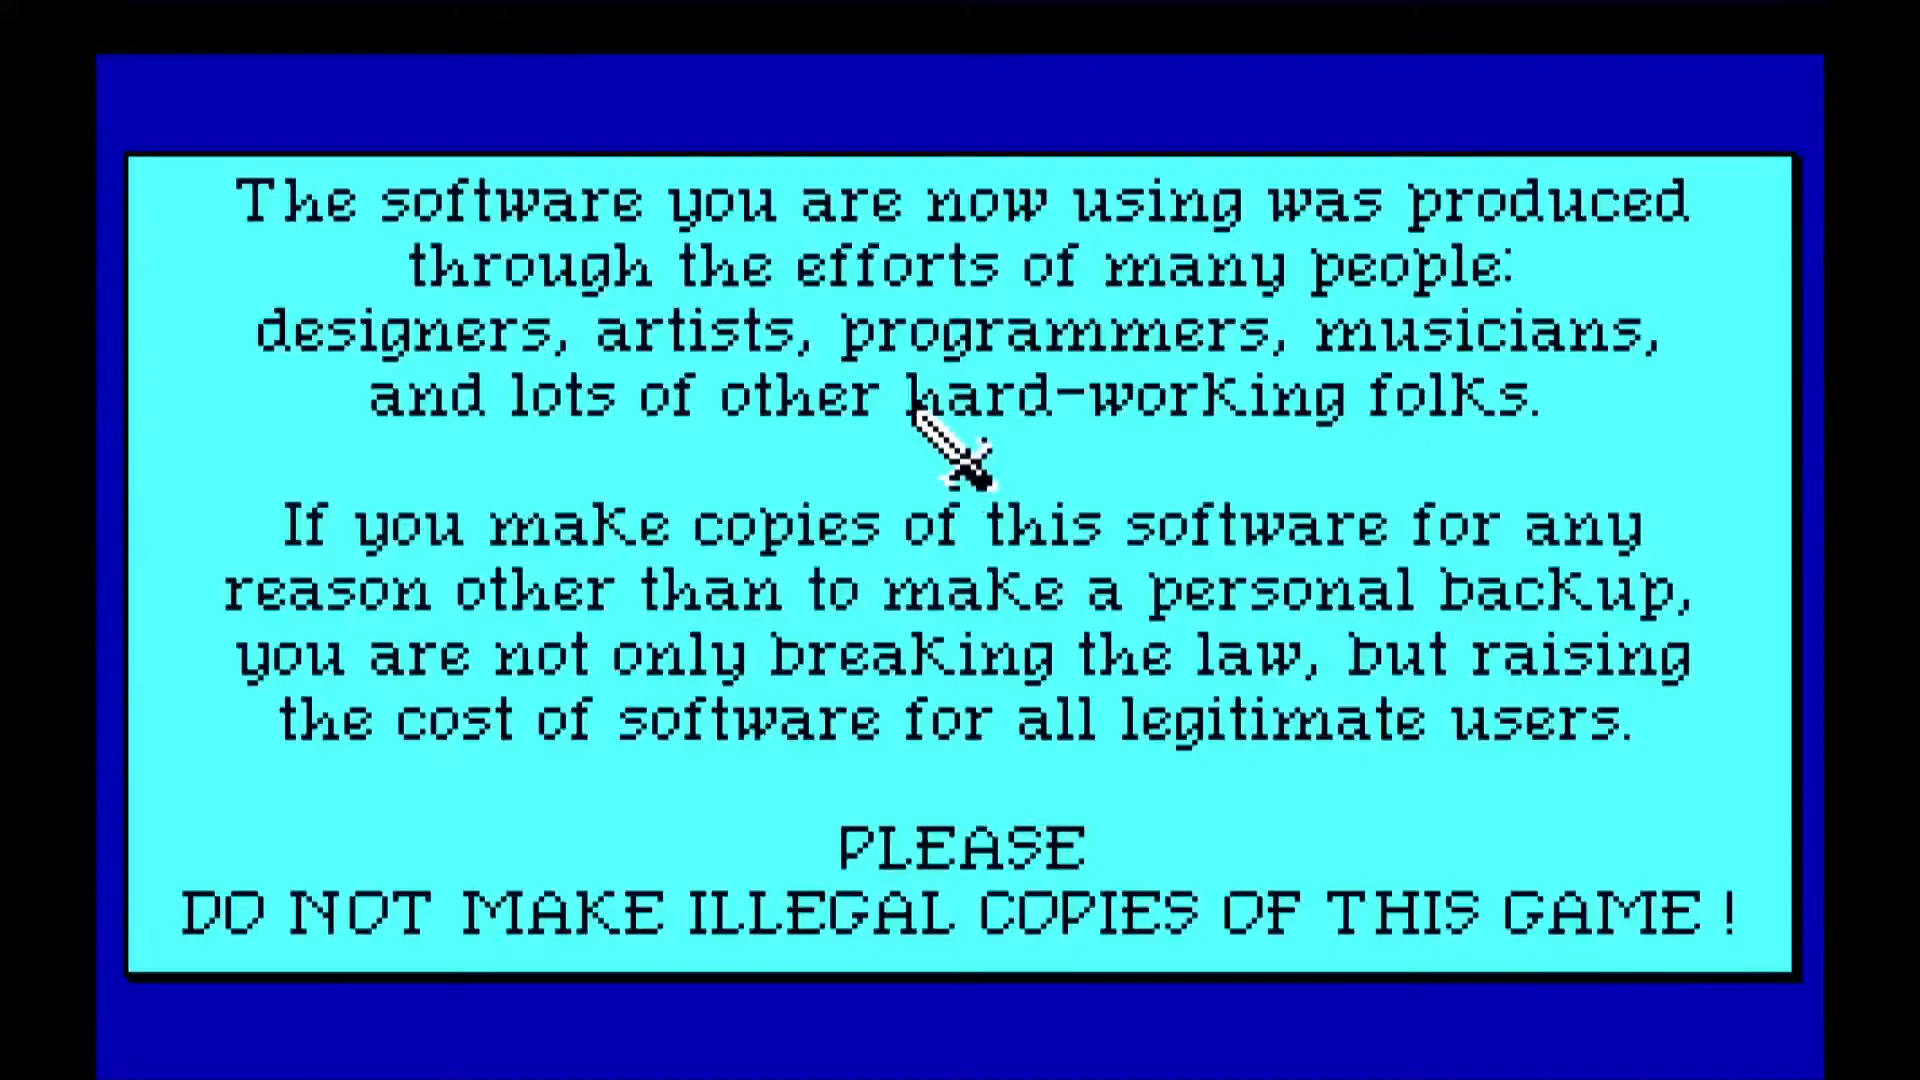 The software you are now using was produced
through the efforts of many people:
designers, artists, programmers, musicians,
and lots of other hard-working folks.
If you make copies of this software for any
reason other than to make a personal backup,
you are not only breaking the law, but raising
the cost of software for all legitimate users.
PLEASE
DO NOT MAKE ILLEGAL COPIES OF THIS GAME !